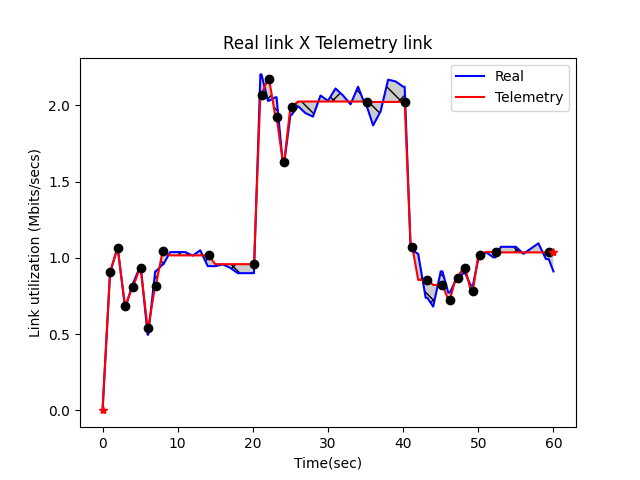 Real link X Telemetry link
Real
Telemetry
Link utilization (Mbits/secs)
2.0
1.5
1.0
0.5
0.0
0 10 20 30 40 50 60
Time(sec)